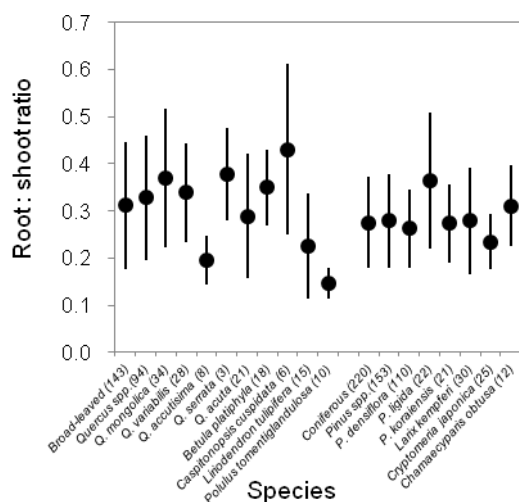 Root : shoot ratio
0.7
0.6
0.5
0.4
0.3
0.2
0.1
0.0
Broad-leaved (143)
Quercus spp. (94)
Q. mongolica (34)
Q. variabilis (28)
Q. accutisima (8)
Q. serrata (3)
Q. acuta (21)
Betula platiphyla (18)
Caspitonopsis cuspidata (6)
Liriodendron tulipifera (15)
Polulus tomentiglandulosa (10)
Coniferous (220)
Pinus spp. (153)
P. densiflora (110)
P. ligida (22)
P. koraiensis (21)
Larix kempferi (30)
Cryptomeria japonica (25)
Chamaecyparis obtusa (12)
Species